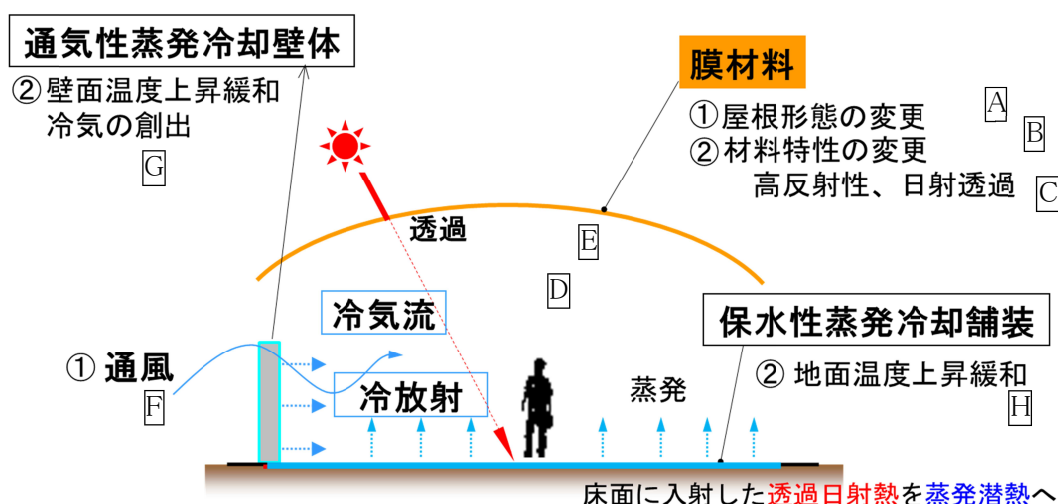 通気性蒸発冷却壁体
② 壁面温度上昇緩和
冷気の創出
G
膜材料
① 屋根形態の変更
② 材料特性の変更
高反射性、日射透過
A
B
C
透過
E
D
冷気流
① 通風
F
冷放射
保水性蒸発冷却舗装
② 地面温度上昇緩和
H
蒸発
床面に入射した透過日射熱を蒸発潜熱へ